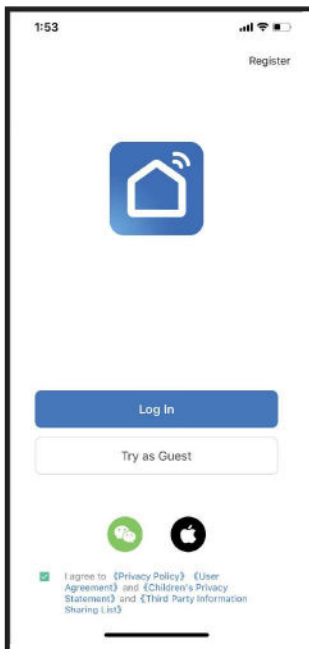 1:53
Register
Log In
Try as Guest
I agree to 《Privacy Policy》 《User
Agreement》 and 《Children's Privacy
Statement》 and 《Third Party Information
Sharing List》